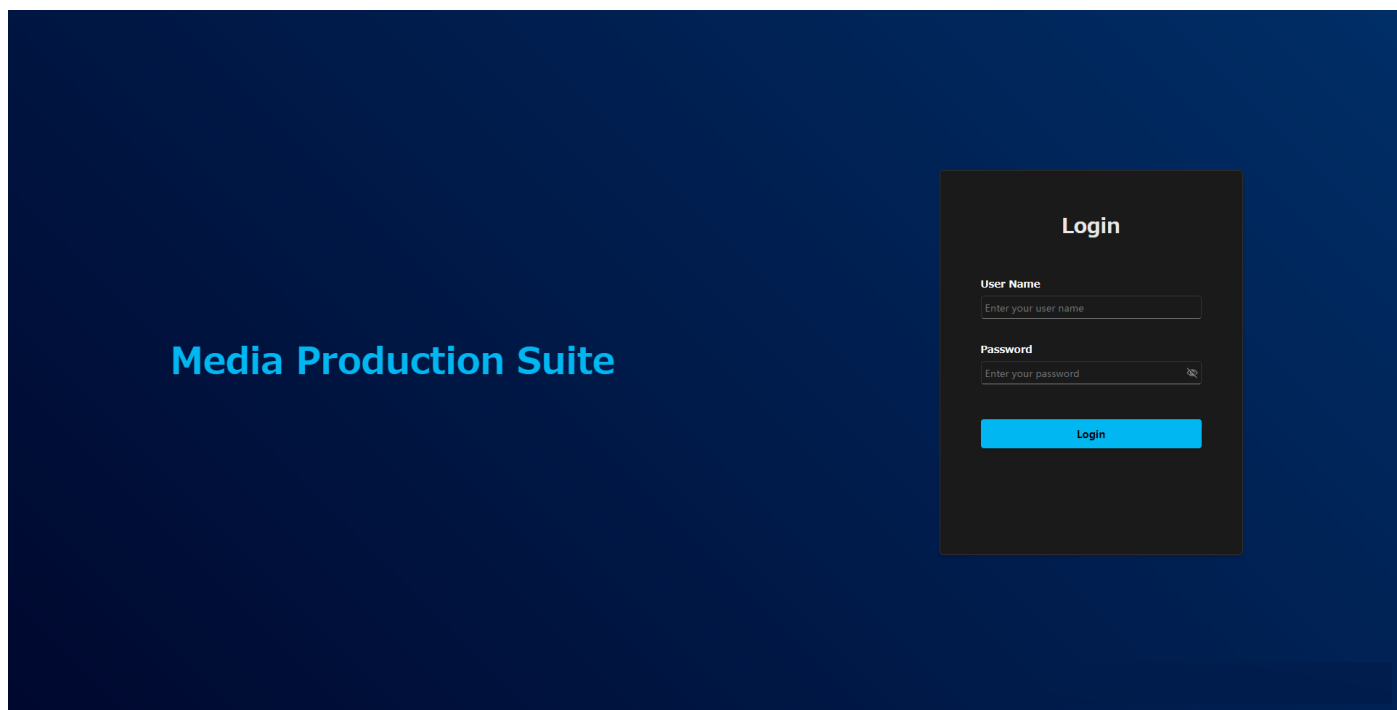 Media Production Suite
Login
User Name
Enter your user name
Password
Enter your password
Login